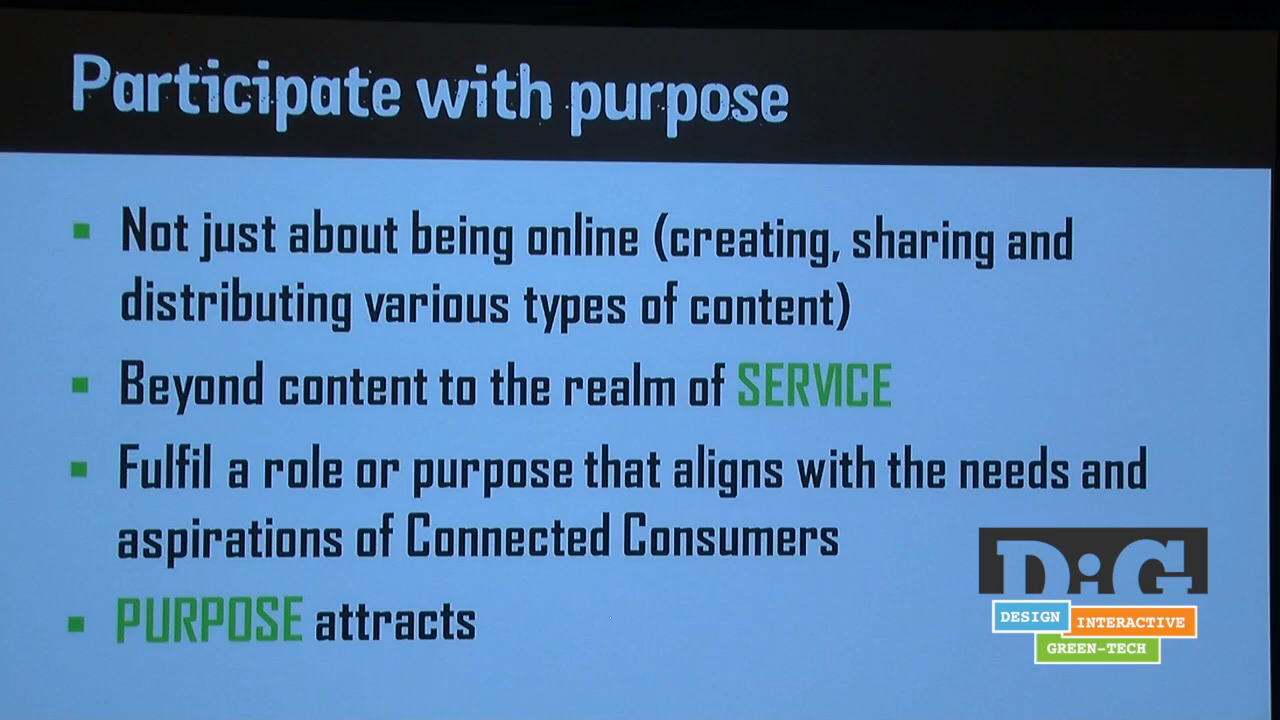 Participate with purpose
Not just about being online (creating, sharing and
distributing various types of content)
Beyond content to the realm of SERVICE
Fulfil a role or purpose that aligns with the needs and
aspirations of Connected Consumers
PURPOSE attracts
DiG
DESIGN
INTERACTIVE
GREEN-TECH